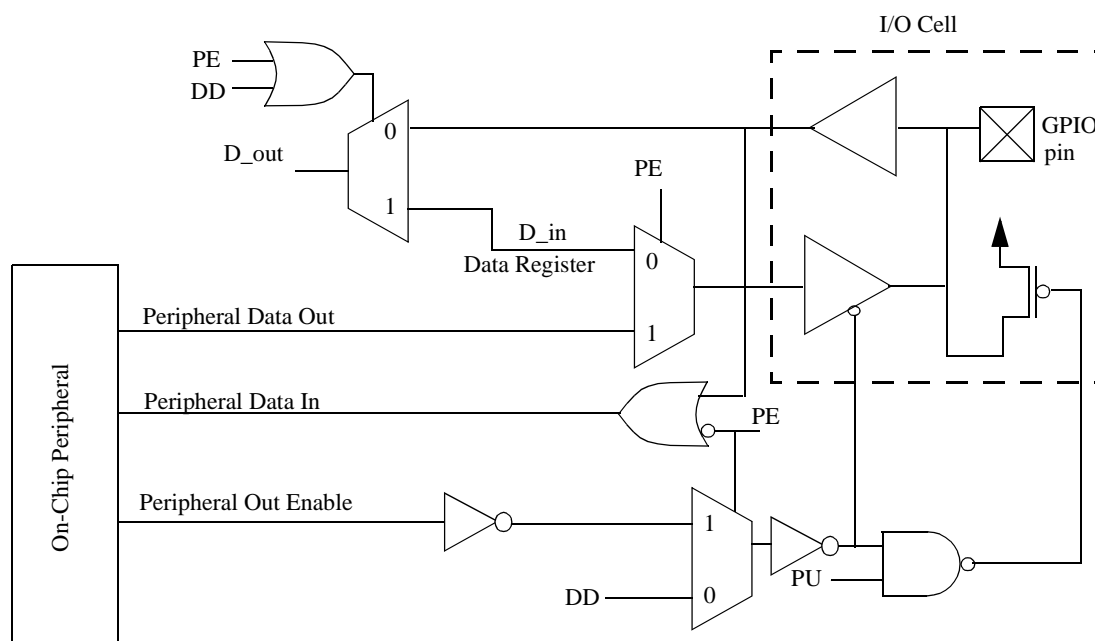 I/O Cell
PE
DD
0
GPIO
pin
D_out
PE
1
D_in
0
Data Register
Peripheral Data Out
1
Peripheral Data In
PE
On-Chip Peripheral
Peripheral Out Enable
1
PU
DD
0